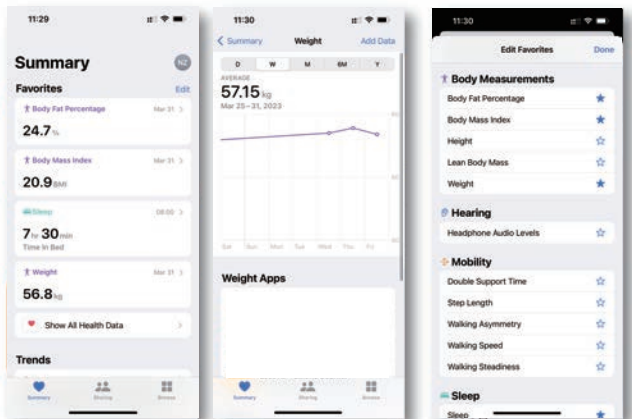 11:29
Summary
NZ
Favorites
Edit
Body Fat Percentage
Mar 31
24.7 %
Body Mass Index
Mar 31
20.9 BMI
Sleep
08:00
7 hr 30 min
Time In Bed
Weight
Mar 31
56.8 kg
Show All Health Data
Trends
Summary
Sharing
Browse
11:30
Summary
Weight
Add Data
D W M 6M Y
AVERAGE
57.15 kg
Mar 25–31, 2023
Sat Sun Mon Tue Wed Thu Fri
Weight Apps
Summary
Sharing
Browse
11:30
Edit Favorites
Done
Body Measurements
Body Fat Percentage
Body Mass Index
Height
Lean Body Mass
Weight
Hearing
Headphone Audio Levels
Mobility
Double Support Time
Step Length
Walking Asymmetry
Walking Speed
Walking Steadiness
Sleep
Sleep